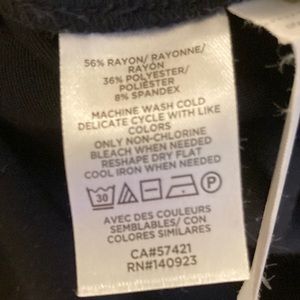 56% RAYON/ RAYONNE/
RAYÓN
36% POLYESTER/
POLIÉSTER
8% SPANDEX
MACHINE WASH COLD
DELICATE CYCLE WITH LIKE
COLORS
ONLY NON-CHLORINE
BLEACH WHEN NEEDED
RESHAPE DRY FLAT
COOL IRON WHEN NEEDED
30 P
AVEC DES COULEURS
SEMBLABLES/ CON
COLORES SIMILARES
CA#57421
RN#140923